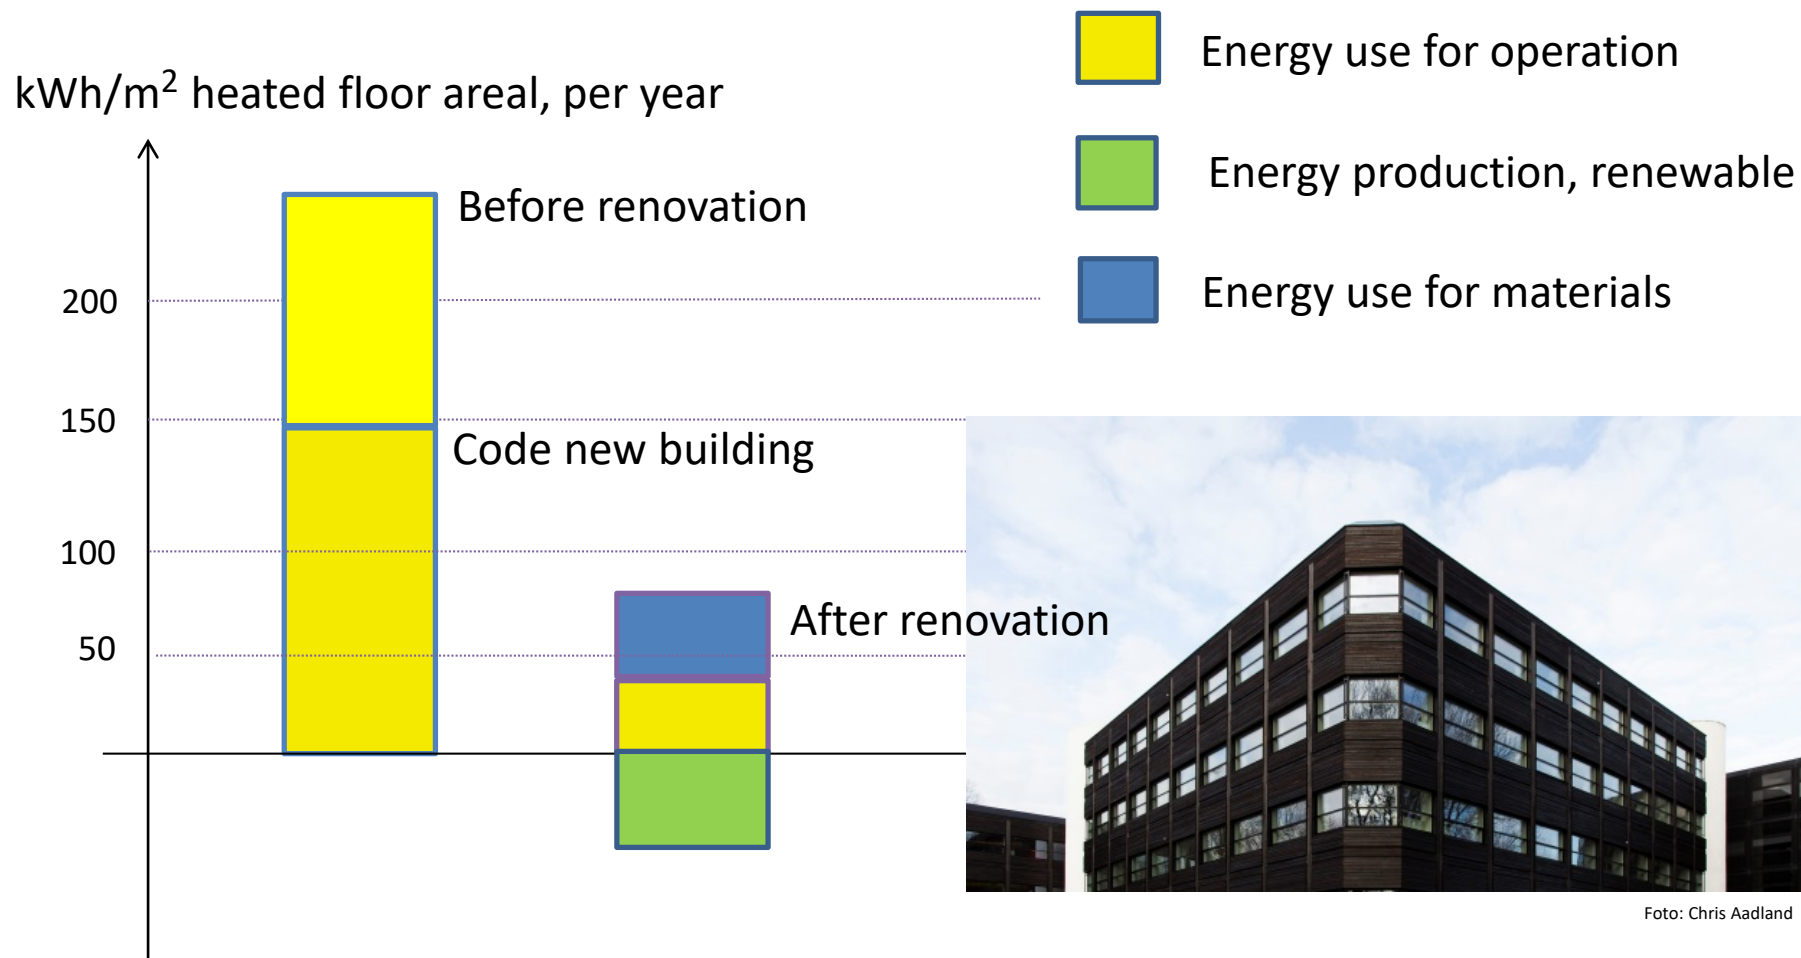 Energy use for operation
kWh/m² heated floor areal, per year
Energy production, renewable
Before renovation
Energy use for materials
200
150
Code new building
100
After renovation
50
Foto: Chris Aadland